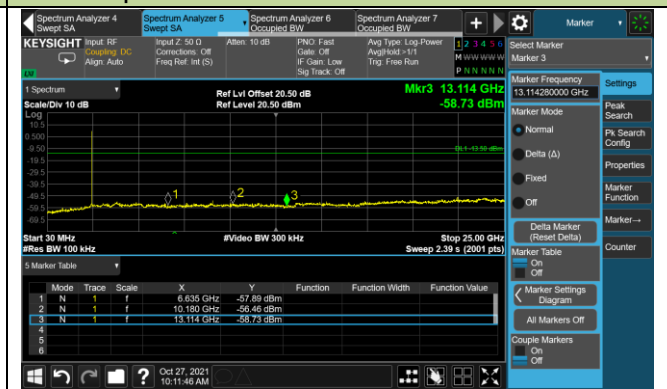 Spectrum Analyzer 4
Swept SA
Spectrum Analyzer 5
Swept SA
Spectrum Analyzer 6
Occupied BW
Spectrum Analyzer 7
Occupied BW
Marker
KEYSIGHT
Input: RF
Coupling: DC
Align: Auto
Input Z: 50 Ω
Corrections: Off
Freq Ref: Int (S)
Atten: 10 dB
PNO: Fast
Gate: Off
IF Gain: Low
Sig Track: Off
Avg Type: Log-Power
Avg|Hold:>1/1
Trig: Free Run
1 2 3 4 5 6
M W W W W W
P N N N N N
Select Marker
Marker 3
1 Spectrum
Scale/Div 10 dB
Log
Ref Lvl Offset 20.50 dB
Ref Level 20.50 dBm
Mkr3 13.114 GHz
-58.73 dBm
10.5
0.500
-9.50
-19.5
-29.5
-39.5
-49.5
-59.5
-69.5
DL1 -13.50 dBm
1
2
3
Start 30 MHz
#Res BW 100 kHz
#Video BW 300 kHz
Stop 25.00 GHz
Sweep 2.39 s (2001 pts)
5 Marker Table
Mode Trace Scale X Y Function Function Width Function Value
1 N 1 f 6.635 GHz -57.89 dBm
2 N 1 f 10.180 GHz -56.46 dBm
3 N 1 f 13.114 GHz -58.73 dBm
4
5
6
Marker Frequency
13.114280000 GHz
Marker Mode
Normal
Delta (Δ)
Fixed
Off
Delta Marker
(Reset Delta)
Marker Table
On
Off
Marker Settings
Diagram
All Markers Off
Couple Markers
On
Off
Settings
Peak
Search
Pk Search
Config
Properties
Marker
Function
Marker→
Counter
?
Oct 27, 2021
10:11:46 AM